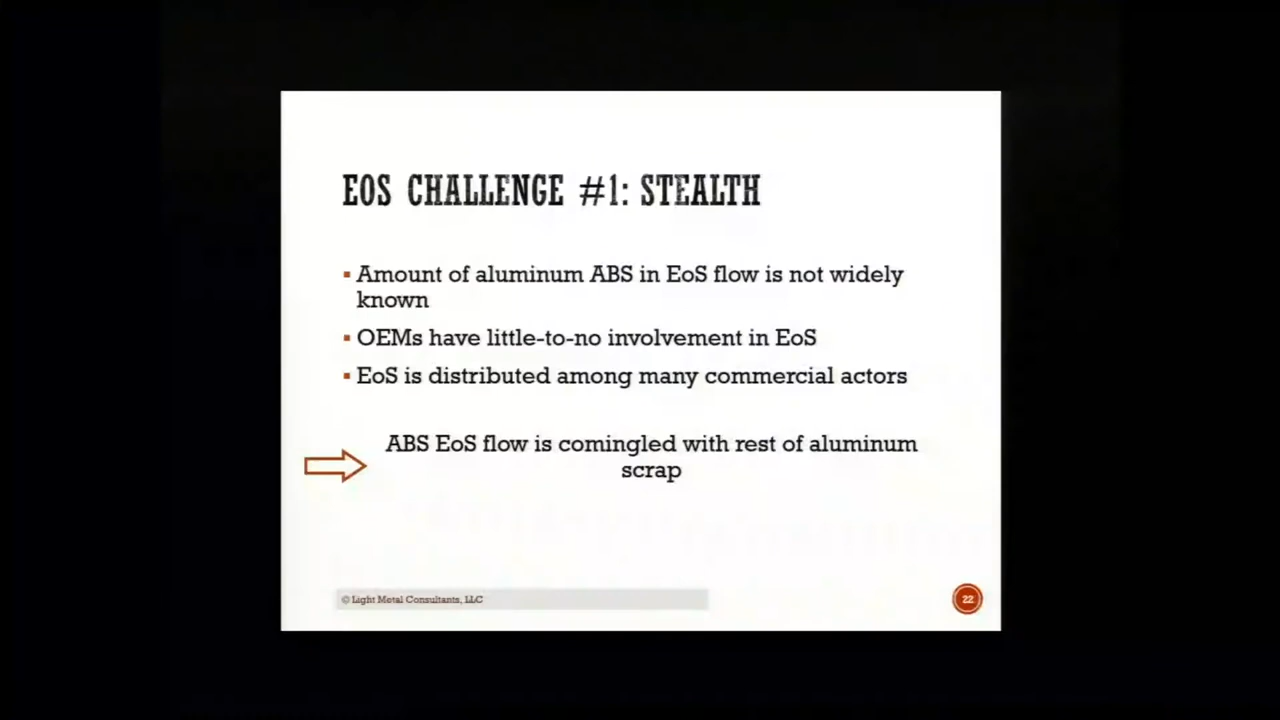 EOS CHALLENGE #1: STEALTH
▪ Amount of aluminum ABS in EoS flow is not widely
known
▪ OEMs have little-to-no involvement in EoS
▪ EoS is distributed among many commercial actors
ABS EoS flow is comingled with rest of aluminum
scrap
© Light Metal Consultants, LLC
22